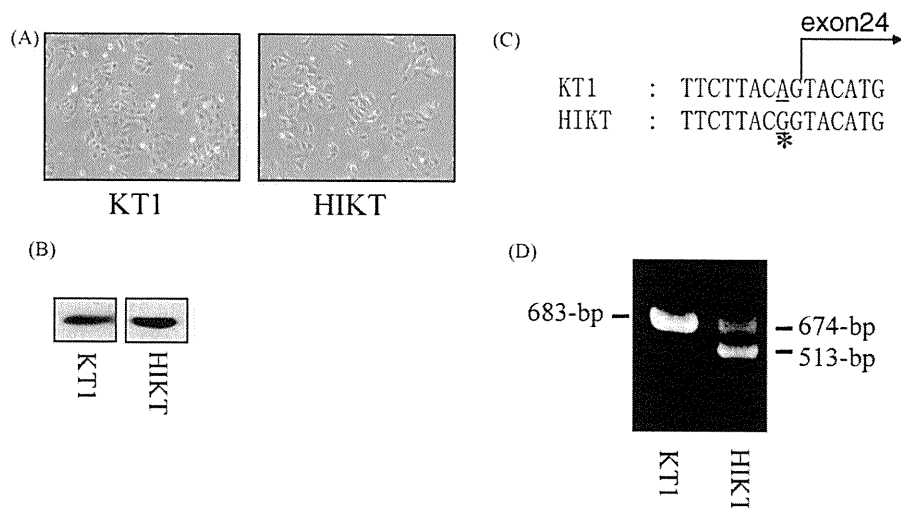 (A)
KT1
HIKT
(B)
KT1
HIKT
(C)
exon24
KT1 : TTCTTACAGTACATG
HIKT : TTCTTACGGTACATG
*
(D)
683-bp
674-bp
513-bp
KT1
HIKT